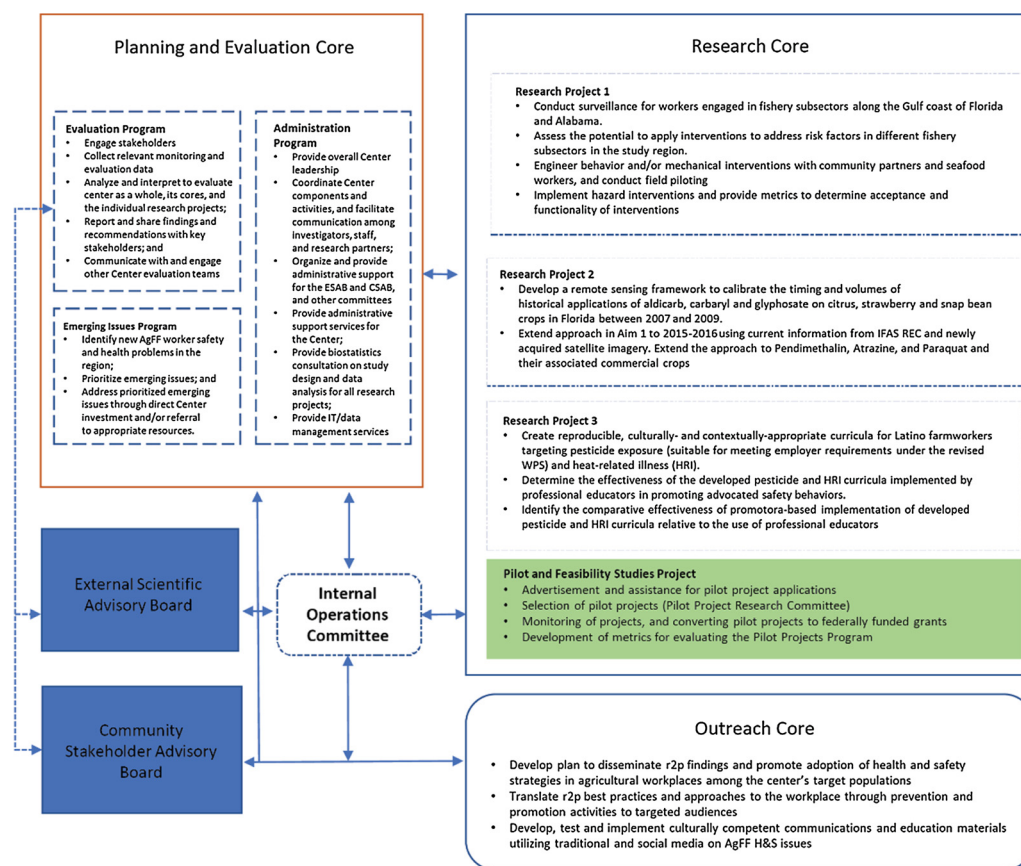 Planning and Evaluation Core
Evaluation Program
• Engage stakeholders
• Collect relevant monitoring and
evaluation data
• Analyze and interpret to evaluate
center as a whole, its cores, and
the individual research projects;
• Report and share findings and
recommendations with key
stakeholders; and
• Communicate with and engage
other Center evaluation teams
Emerging Issues Program
• Identify new AgFF worker safety
and health problems in the
region;
• Prioritize emerging issues; and
• Address prioritized emerging
issues through direct Center
investment and/or referral
to appropriate resources.
Administration
Program
• Provide overall Center
leadership
• Coordinate Center
components and
activities, and facilitate
communication among
investigators, staff,
and research partners;
• Organize and provide
administrative support
for the ESAB and CSAB,
and other committees
• Provide administrative
support services for
the Center;
• Provide biostatistics
consultation on study
design and data
analysis for all research
projects;
• Provide IT/data
management services
Research Core
Research Project 1
• Conduct surveillance for workers engaged in fishery subsectors along the Gulf coast of Florida
and Alabama.
• Assess the potential to apply interventions to address risk factors in different fishery
subsectors in the study region.
• Engineer behavior and/or mechanical interventions with community partners and seafood
workers, and conduct field piloting
• Implement hazard interventions and provide metrics to determine acceptance and
functionality of interventions
Research Project 2
• Develop a remote sensing framework to calibrate the timing and volumes of
historical applications of aldicarb, carbaryl and glyphosate on citrus, strawberry and snap bean
crops in Florida between 2007 and 2009.
• Extend approach in Aim 1 to 2015-2016 using current information from IFAS REC and newly
acquired satellite imagery. Extend the approach to Pendimethalin, Atrazine, and Paraquat and
their associated commercial crops
Research Project 3
• Create reproducible, culturally- and contextually-appropriate curricula for Latino farmworkers
targeting pesticide exposure (suitable for meeting employer requirements under the revised
WPS) and heat-related illness (HRI).
• Determine the effectiveness of the developed pesticide and HRI curricula implemented by
professional educators in promoting advocated safety behaviors.
• Identify the comparative effectiveness of promotora-based implementation of developed
pesticide and HRI curricula relative to the use of professional educators
Pilot and Feasibility Studies Project
• Advertisement and assistance for pilot project applications
• Selection of pilot projects (Pilot Project Research Committee)
• Monitoring of projects, and converting pilot projects to federally funded grants
• Development of metrics for evaluating the Pilot Projects Program
External Scientific
Advisory Board
Internal
Operations
Committee
Community
Stakeholder Advisory
Board
Outreach Core
• Develop plan to disseminate r2p findings and promote adoption of health and safety
strategies in agricultural workplaces among the center's target populations
• Translate r2p best practices and approaches to the workplace through prevention and
promotion activities to targeted audiences
• Develop, test and implement culturally competent communications and education materials
utilizing traditional and social media on AgFF H&S issues